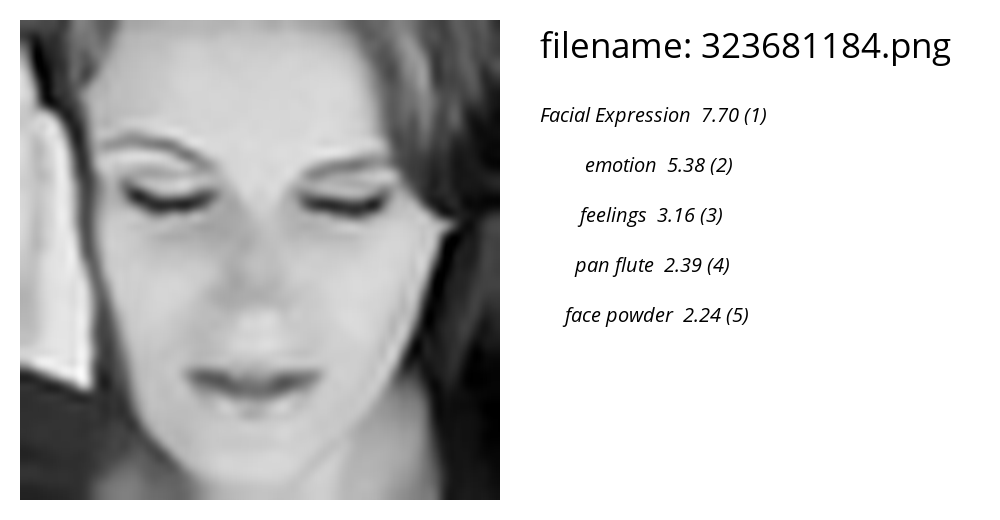 filename: 323681184.png
Facial Expression 7.70 (1)
emotion 5.38 (2)
feelings 3.16 (3)
pan flute 2.39 (4)
face powder 2.24 (5)